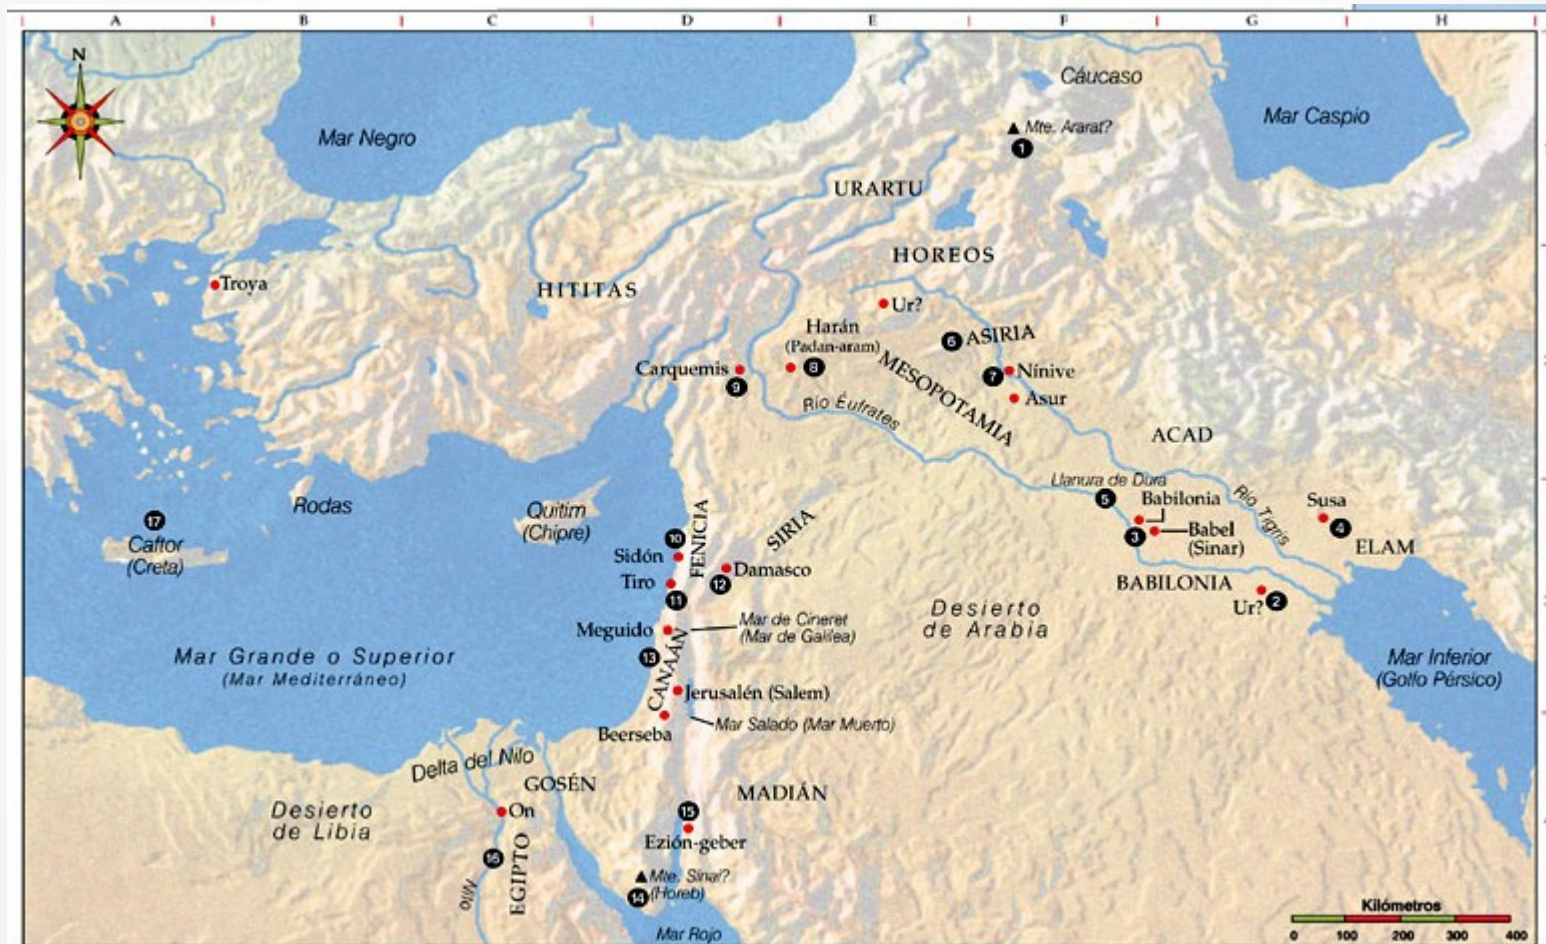 A B C D E F G H
N
Cáucaso
Mar Caspio
Mar Negro
Mte. Ararat?
1
URARTU
HOREOS
Troya
HITITAS
Ur?
Harán
(Padan-aram)
8
6 ASIRIA
Carquemis
9
MESOPOTAMIA
7 Nínive
Asur
Río Éufrates
ACAD
Llanura de Dura
5
Babilonia
Río Tigris
Susa
4
ELAM
3
Babel
(Sinar)
BABILONIA
Ur? 2
Rodas
Quitim
(Chipre)
17
Caftor
(Creta)
10
Sidón
FENICIA
SIRIA
Tiro
11
Damasco
12
Meguido
Mar de Cineret
(Mar de Galilea)
13
CANAÁN
Desierto
de Arabia
Mar Grande o Superior
(Mar Mediterráneo)
Mar Inferior
(Golfo Pérsico)
Jerusalén (Salem)
Mar Salado (Mar Muerto)
Beerseba
Delta del Nilo
GOSÉN
MADIÁN
Desierto
de Libia
On
15
Ezión-geber
16
EGIPTO
Nilo
Mte. Sinaí?
14 (Horeb)
Mar Rojo
Kilómetros
0 100 200 300 400